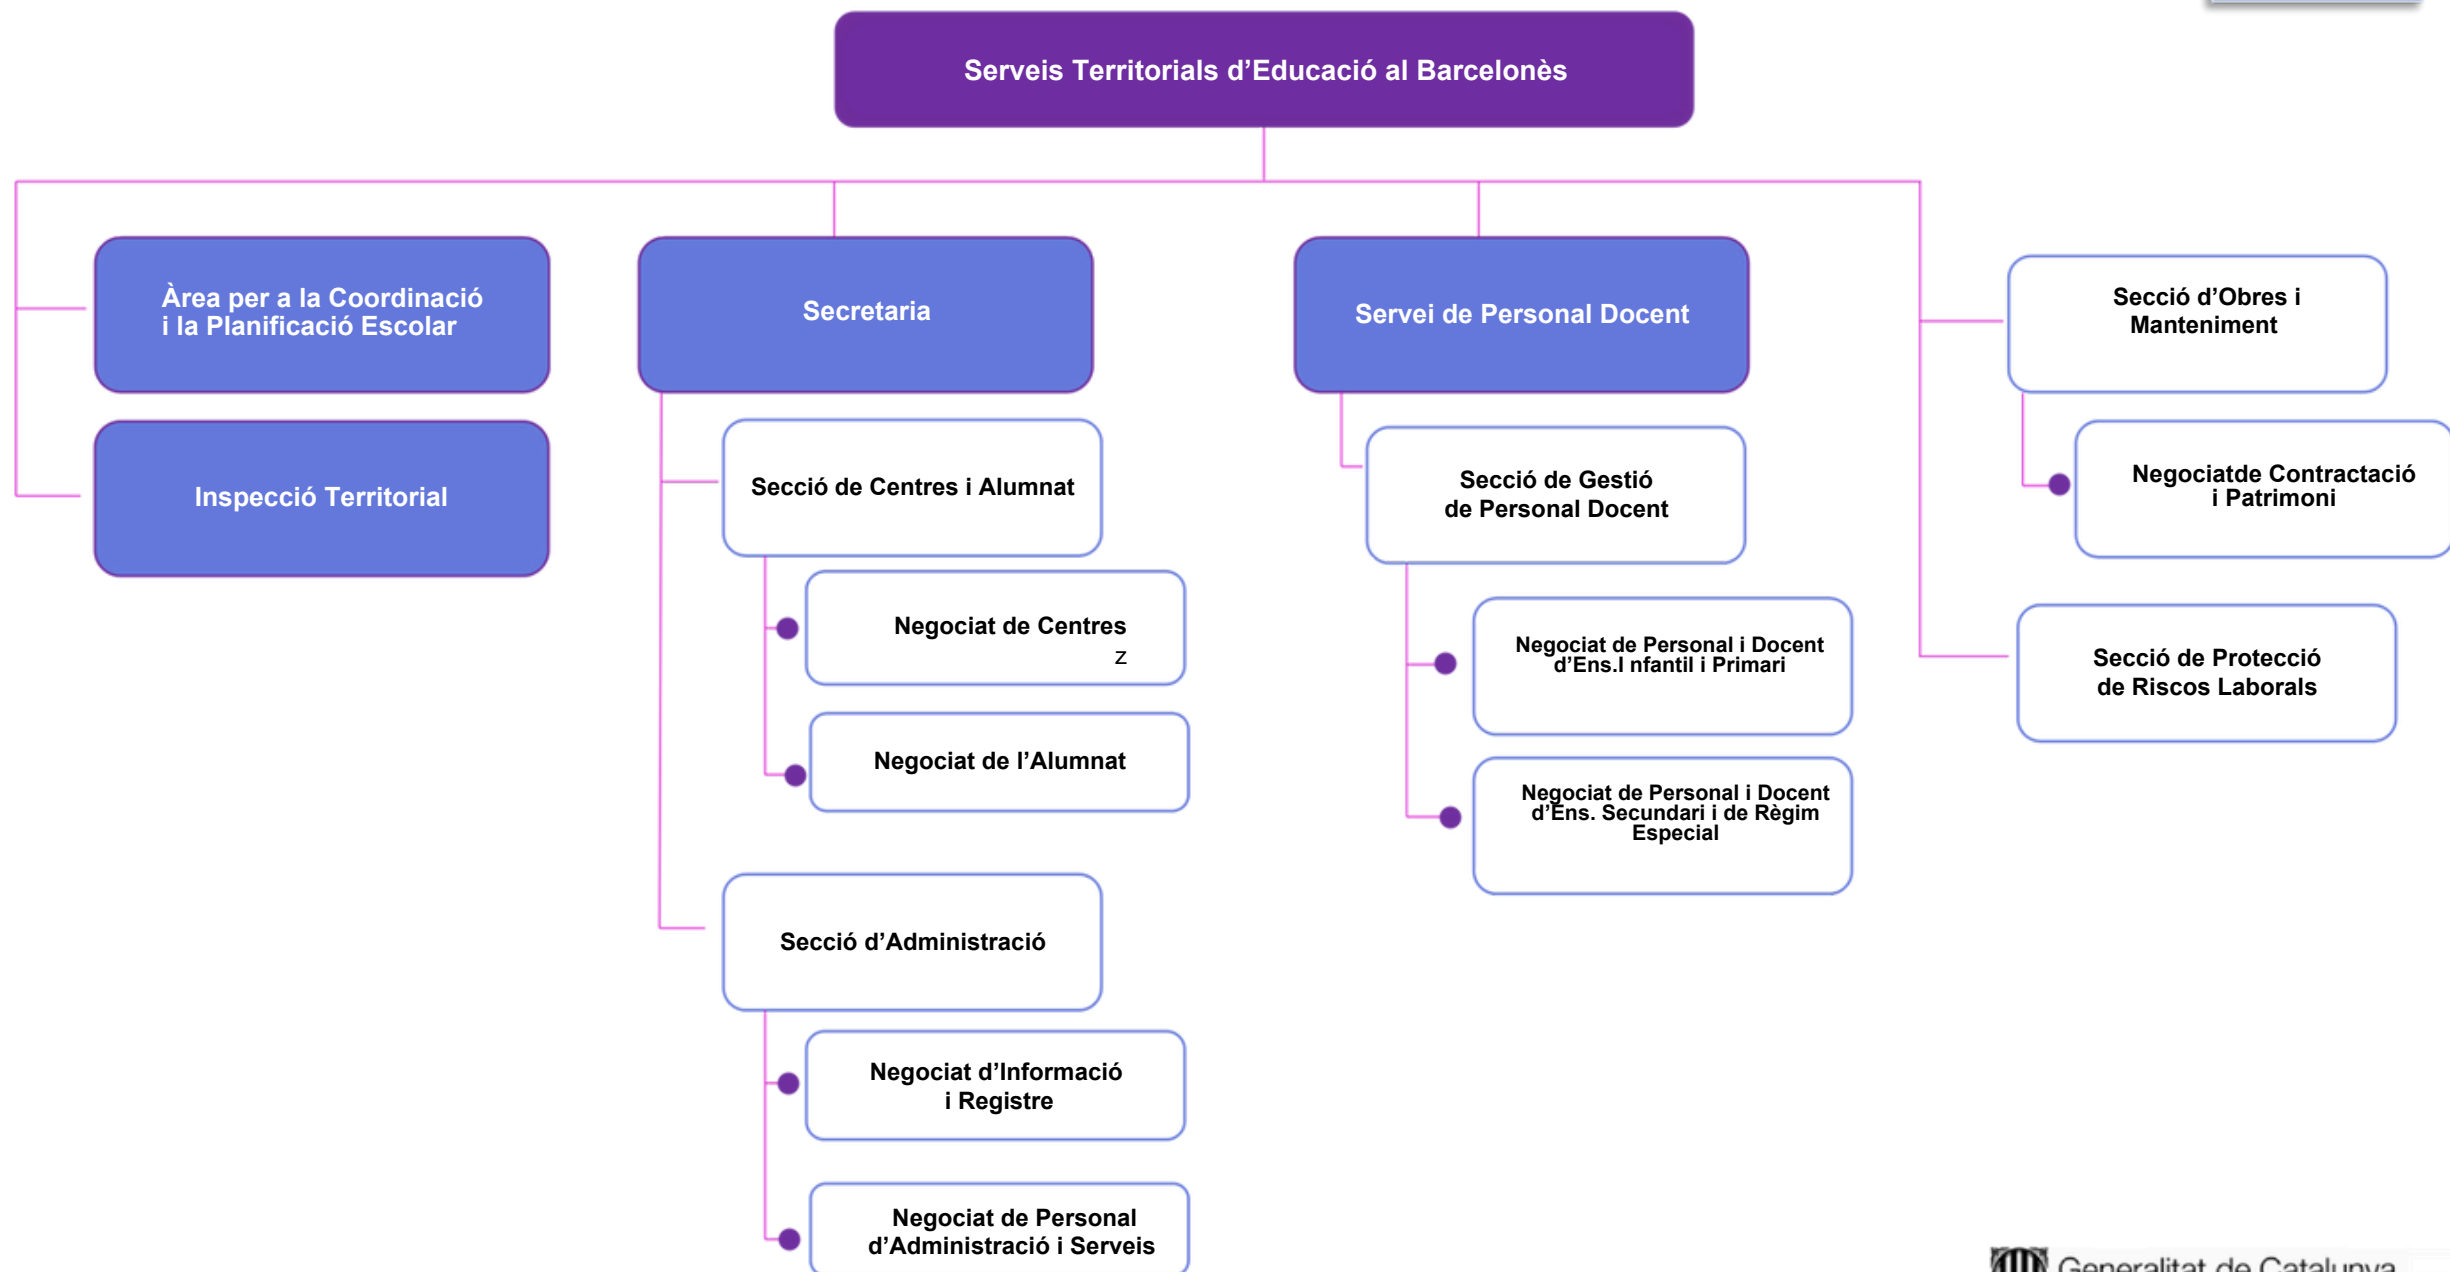 Serveis Territorials d’Educació al Barcelonès
Àrea per a la Coordinació
i la Planificació Escolar
Inspecció Territorial
Secretaria
Secció de Centres i Alumnat
Negociat de Centres
z
Negociat de l’Alumnat
Secció d’Administració
Negociat d’Informació
i Registre
Negociat de Personal
d’Administració i Serveis
Servei de Personal Docent
Secció de Gestió
de Personal Docent
Negociat de Personal i Docent
d’Ens.I nfantil i Primari
Negociat de Personal i Docent
d’Ens. Secundari i de Règim
Especial
Secció d’Obres i
Manteniment
Negociatde Contractació
i Patrimoni
Secció de Protecció
de Riscos Laborals
Generalitat de Catalunya